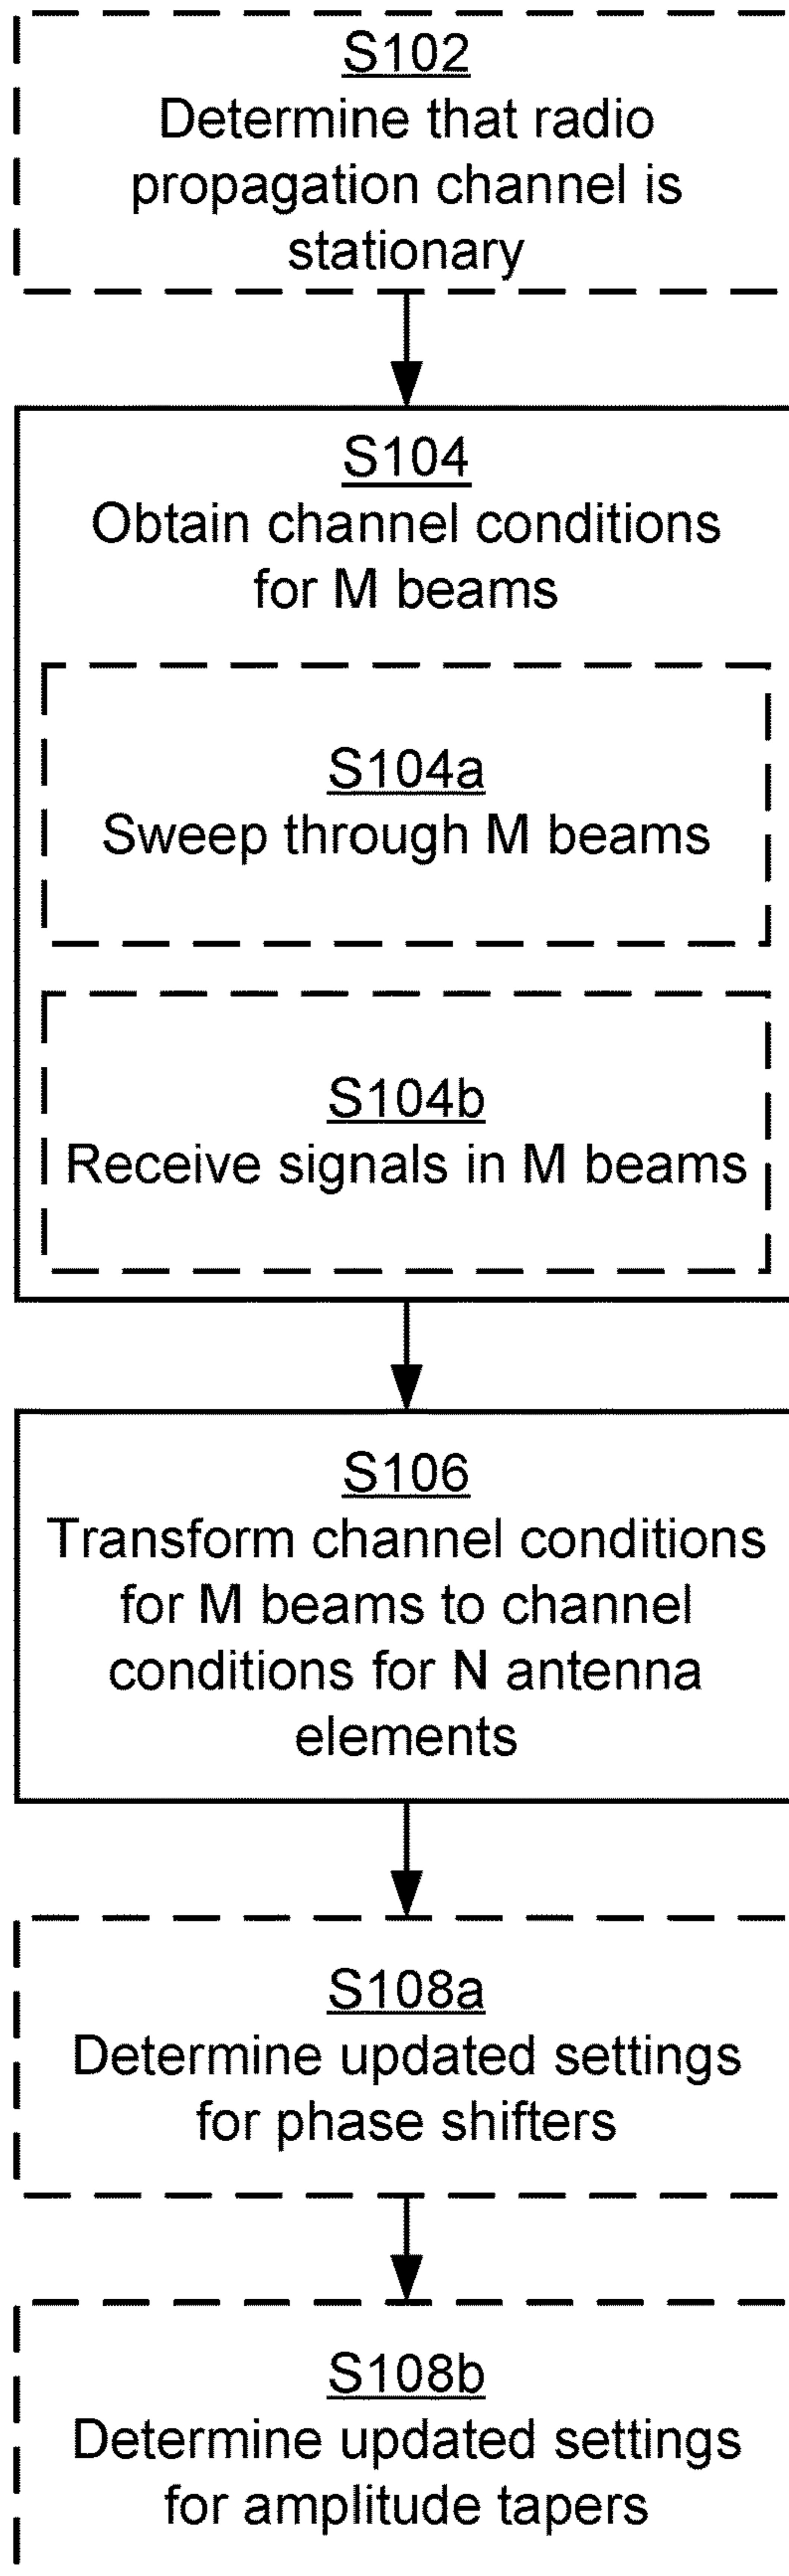 S102
Determine that radio
propagation channel is
stationary
S104
Obtain channel conditions
for M beams
S104a
Sweep through M beams
S104b
Receive signals in M beams
S106
Transform channel conditions
for M beams to channel
conditions for N antenna
elements
S108a
Determine updated settings
for phase shifters
S108b
Determine updated settings
for amplitude tapers